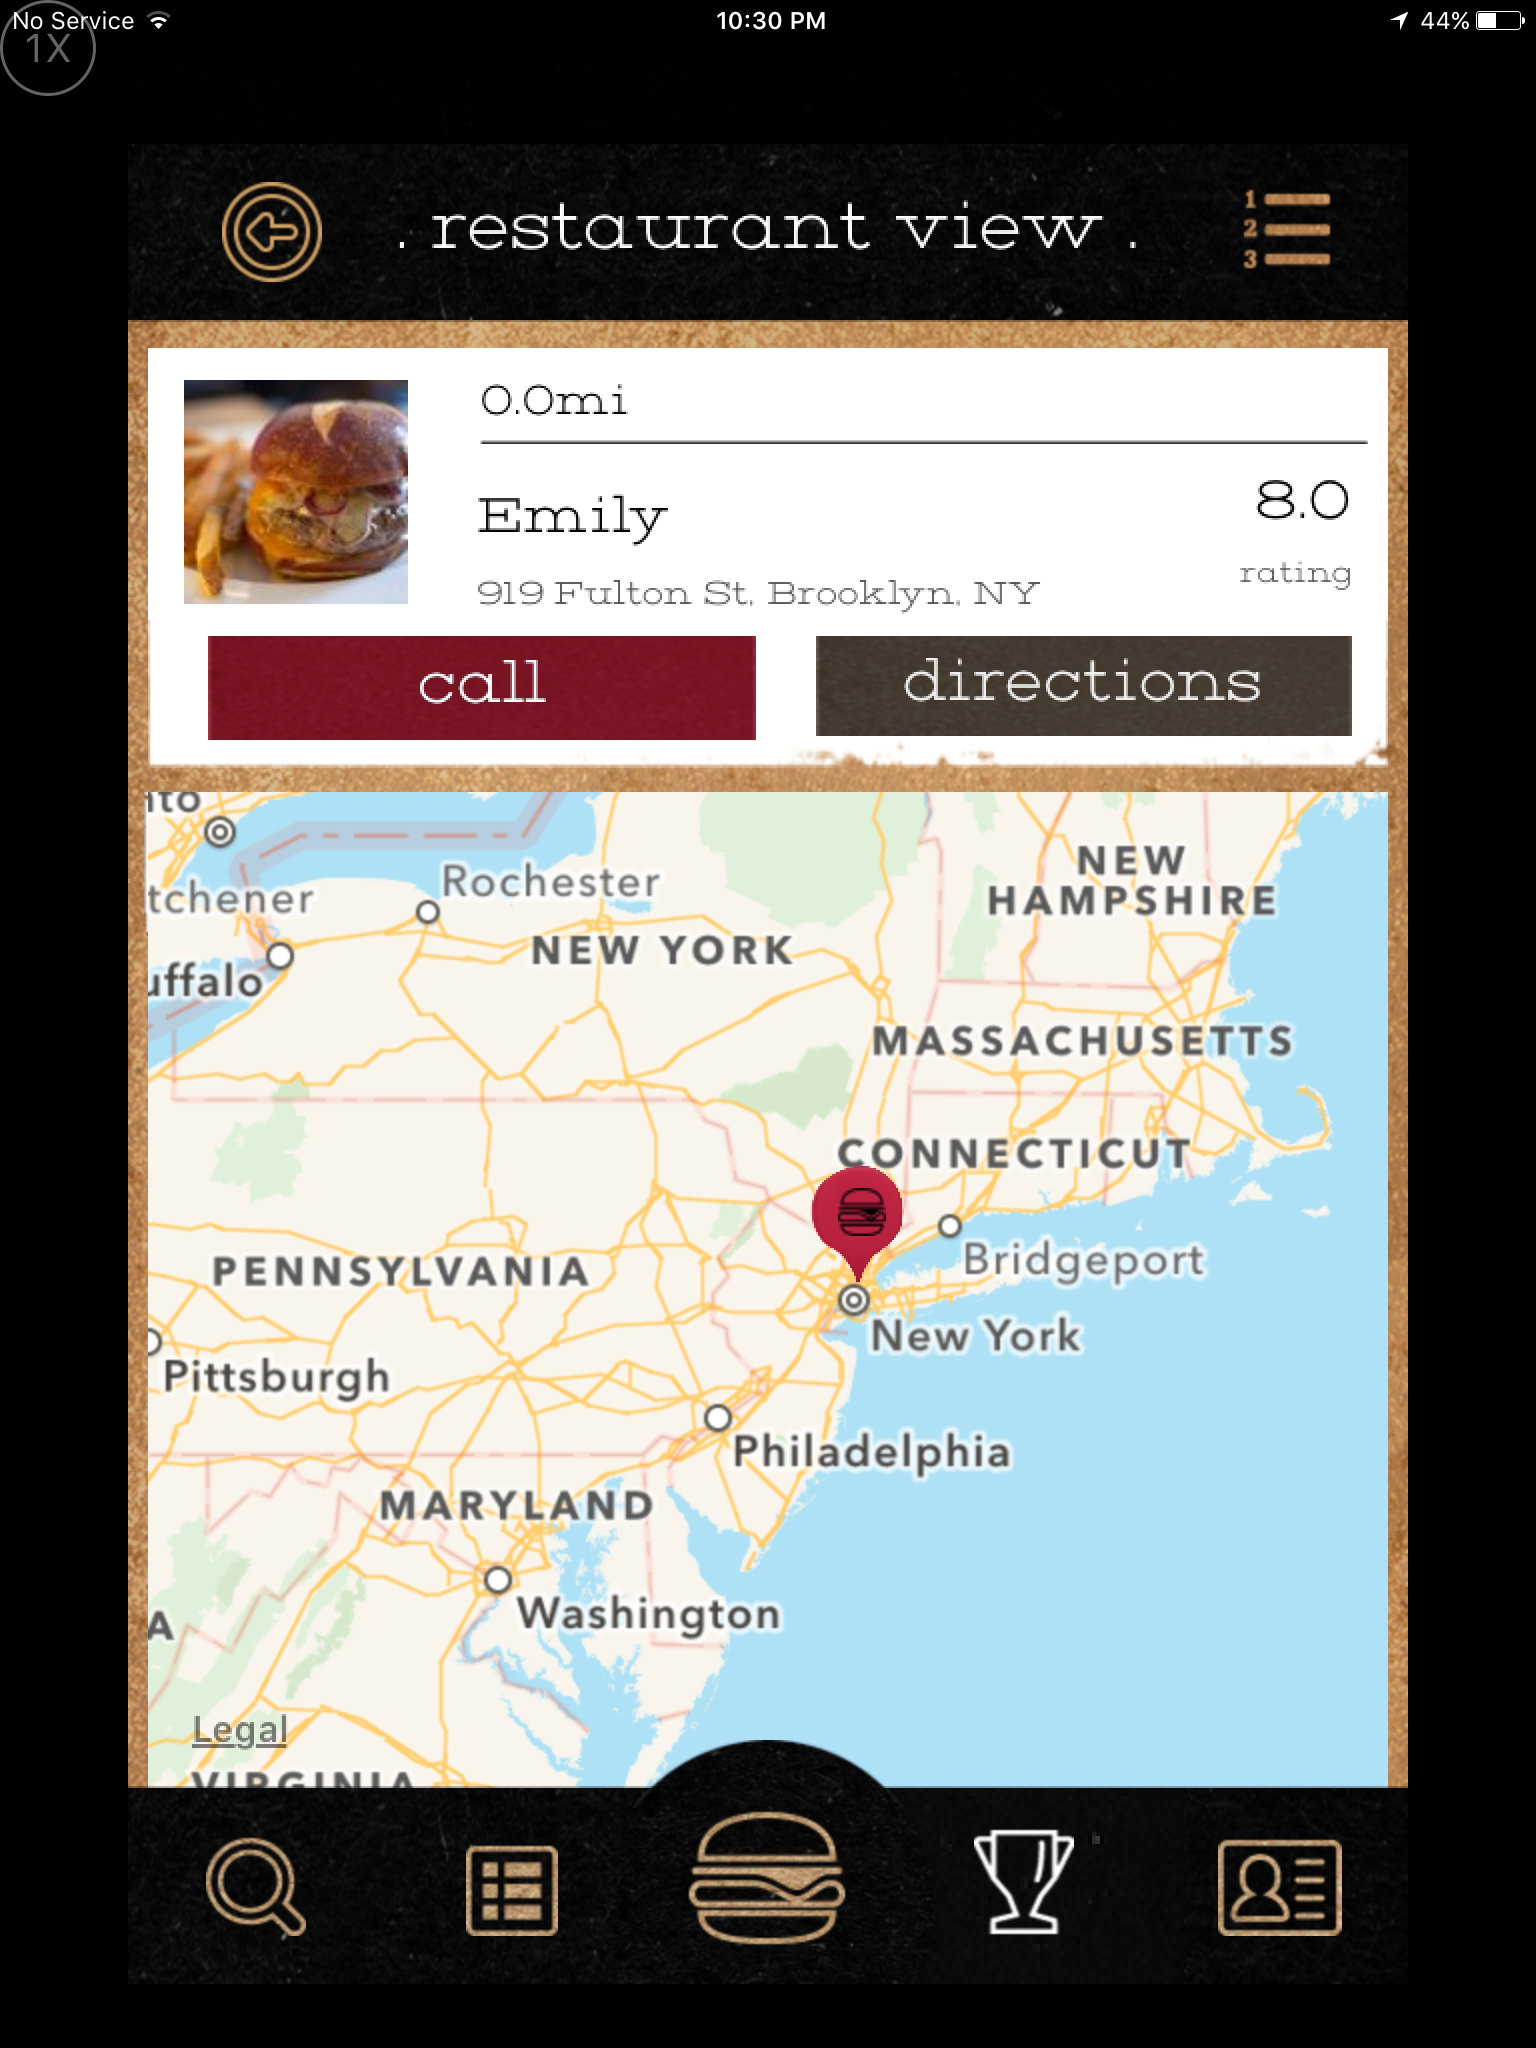 No Service 10:30 PM 44%
1X
. restaurant view .
1
2
3
0.0mi
Emily
8.0
rating
919 Fulton St, Brooklyn, NY
call directions
nto
tchener
Rochester
NEW
HAMPSHIRE
NEW YORK
uffalo
MASSACHUSETTS
CONNECTICUT
PENNSYLVANIA
Bridgeport
New York
Pittsburgh
Philadelphia
MARYLAND
Washington
A
Legal
VIRGINIA